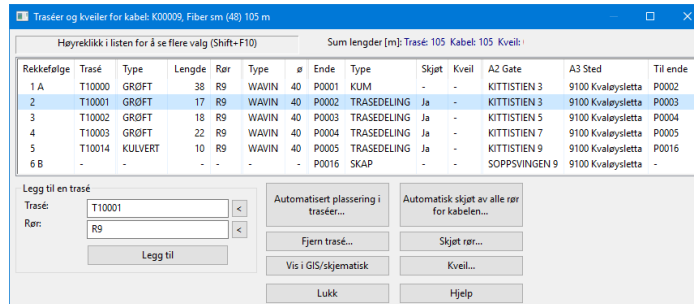 Traséer og kveiler for kabel: K00009, Fiber sm (48) 105 m
Høyreklikk i listen for å se flere valg (Shift+F10) Sum lengder [m]: Trasé: 105 Kabel: 105 Kveil:
Rekkefølge Trasé Type Lengde Rør Type ø Ende Type Skjøt Kveil A2 Gate A3 Sted Til ende
1 A T10000 GRØFT 38 R9 WAVIN 40 P0001 KUM - - KITTISTIEN 3 9100 Kvaløysletta P0002
2 T10001 GRØFT 17 R9 WAVIN 40 P0002 TRASEDELING Ja - KITTISTIEN 3 9100 Kvaløysletta P0003
3 T10002 GRØFT 18 R9 WAVIN 40 P0003 TRASEDELING Ja - KITTISTIEN 5 9100 Kvaløysletta P0004
4 T10003 GRØFT 22 R9 WAVIN 40 P0004 TRASEDELING Ja - KITTISTIEN 7 9100 Kvaløysletta P0005
5 T10014 KULVERT 10 R9 WAVIN 40 P0005 TRASEDELING Ja - KITTISTIEN 9 9100 Kvaløysletta P0016
6 B - - - - - - P0016 SKAP - - SOPPSVINGEN 9 9100 Kvaløysletta -
Legg til en trasé
Trasé: T10001 <
Rør: R9 <
Legg til
Automatisert plassering i traséer...
Automatisk skjøt av alle rør for kabelen...
Fjern trasé...
Skjøt rør...
Vis i GIS/skjematisk
Kveil...
Lukk
Hjelp